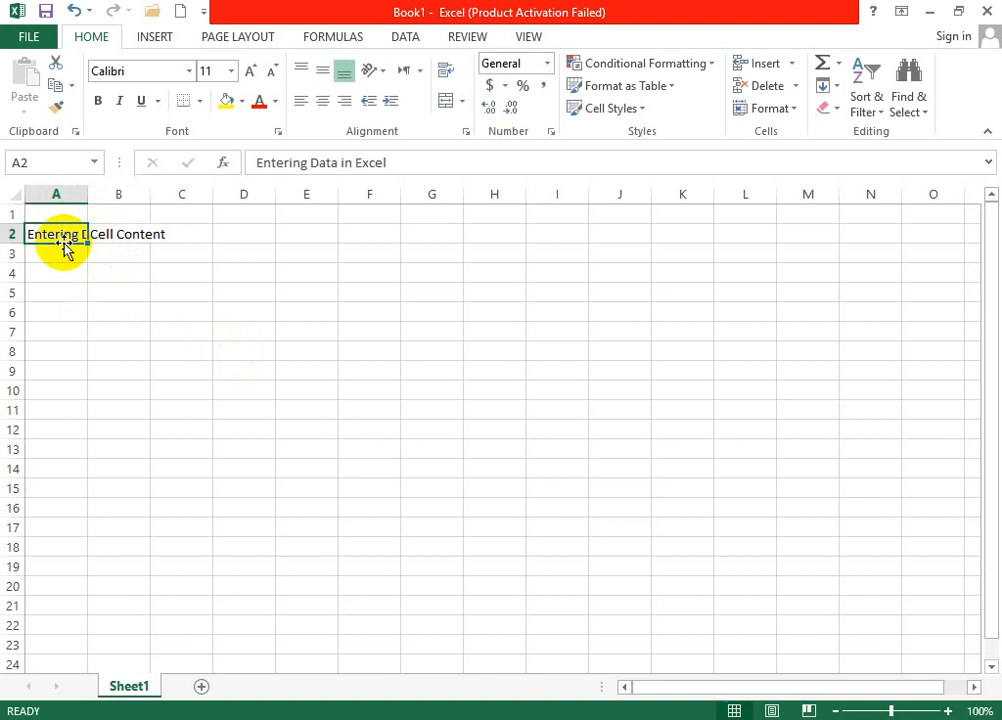 Book1 - Excel (Product Activation Failed)
FILE HOME INSERT PAGE LAYOUT FORMULAS DATA REVIEW VIEW Sign in
Paste
Clipboard
Calibri 11
B I U
A A
A
Font
Alignment
General
$ % ,
Number
Conditional Formatting
Format as Table
Cell Styles
Styles
Insert
Delete
Format
Cells
Σ
Sort & Filter
Find & Select
Editing
A2 fx Entering Data in Excel
A B C D E F G H I J K L M N O
1
2 Entering D Cell Content
3
4
5
6
7
8
9
10
11
12
13
14
15
16
17
18
19
20
21
22
23
24
Sheet1
READY 100%